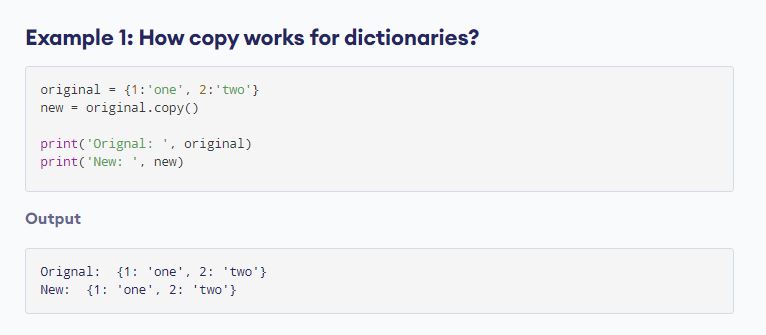 Example 1: How copy works for dictionaries?
original = {1:'one', 2:'two'}
new = original.copy()
print('Orignal: ', original)
print('New: ', new)
Output
Orignal:  {1: 'one', 2: 'two'}
New:  {1: 'one', 2: 'two'}